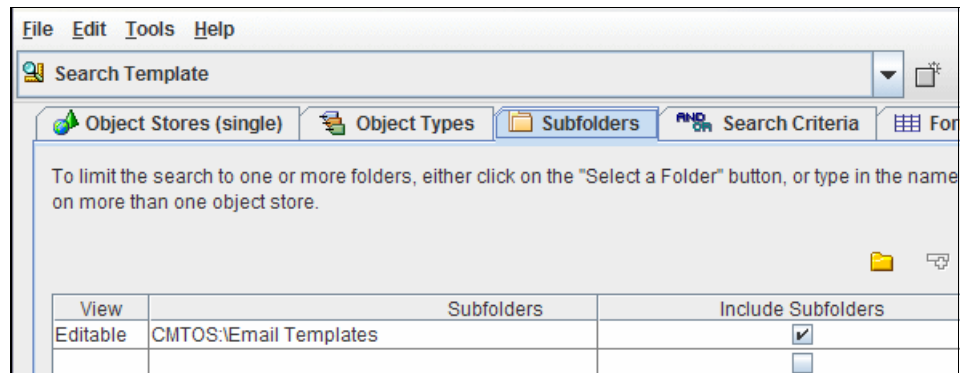 File Edit Tools Help
Search Template
Object Stores (single) Object Types Subfolders AND OR Search Criteria For
To limit the search to one or more folders, either click on the "Select a Folder" button, or type in the name
on more than one object store.
View Subfolders Include Subfolders
Editable CMTOS:\Email Templates